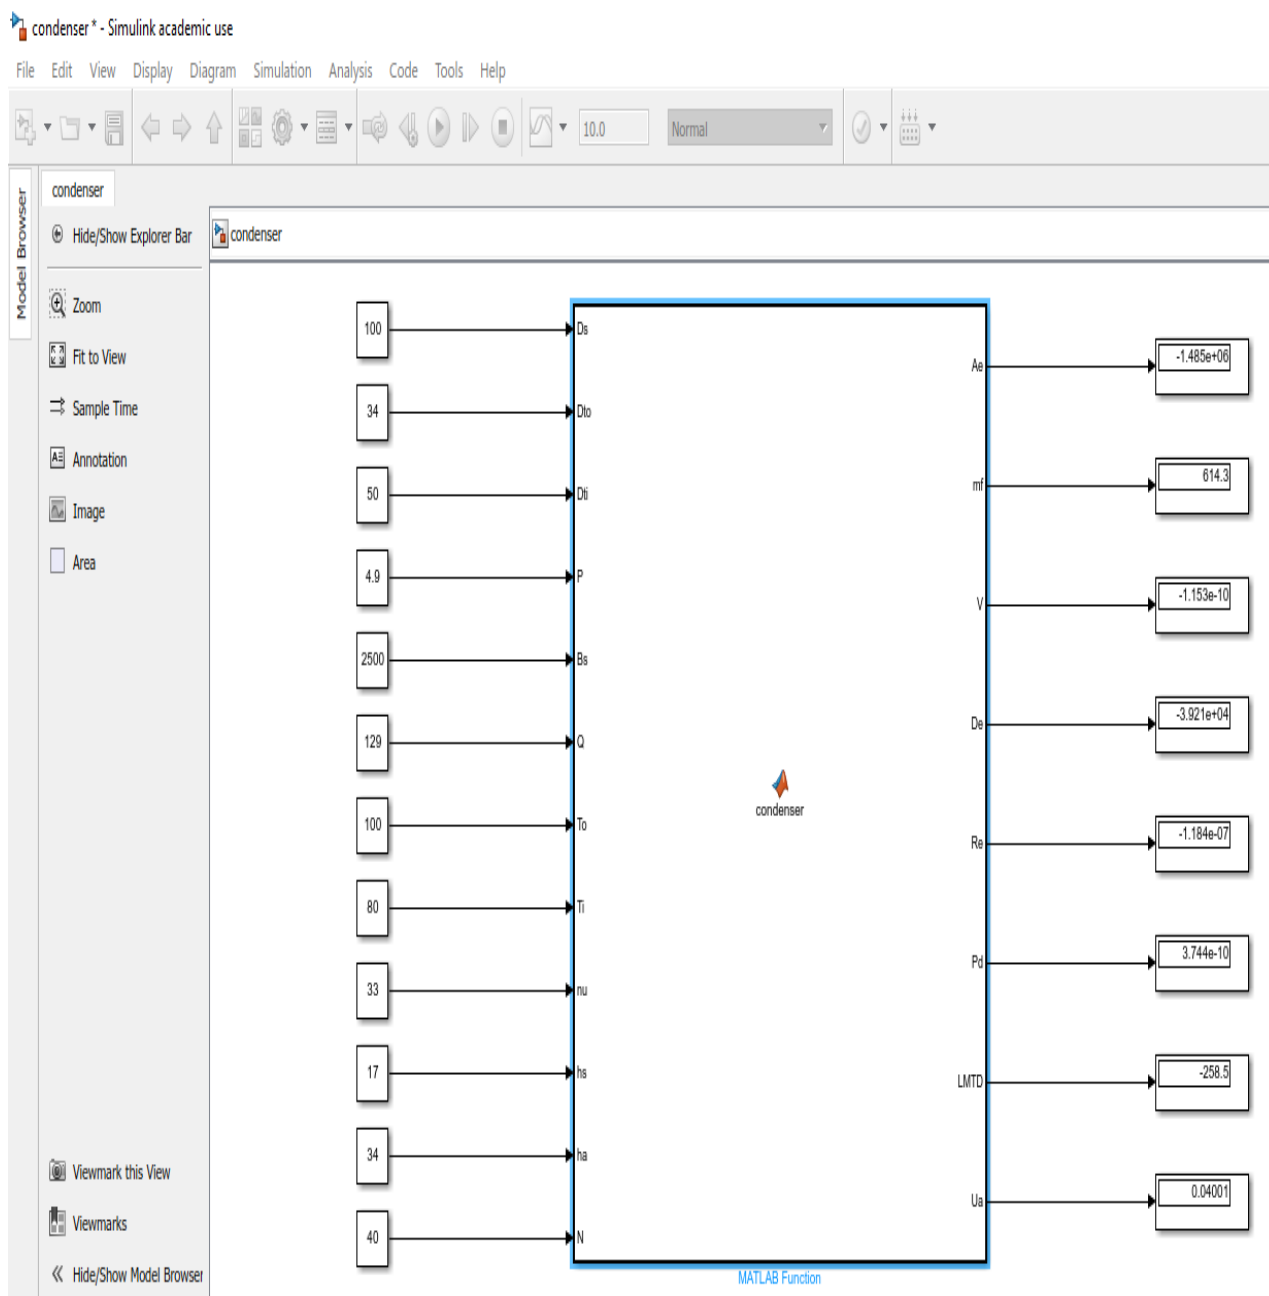 condenser * - Simulink academic use
File Edit View Display Diagram Simulation Analysis Code Tools Help
10.0 Normal
Model Browser
condenser
Hide/Show Explorer Bar
condenser
Zoom
Fit to View
Sample Time
Annotation
Image
Area
Viewmark this View
Viewmarks
Hide/Show Model Browser
100 Ds
34 Dto
50 Dti
4.9 P
2500 Bs
129 Q
100 To
80 Ti
33 nu
17 hs
34 ha
40 N
condenser
Ae -1.485e+06
mf 614.3
V -1.153e-10
De -3.921e+04
Re -1.184e-07
Pd 3.744e-10
LMTD -258.5
Ua 0.04001
MATLAB Function